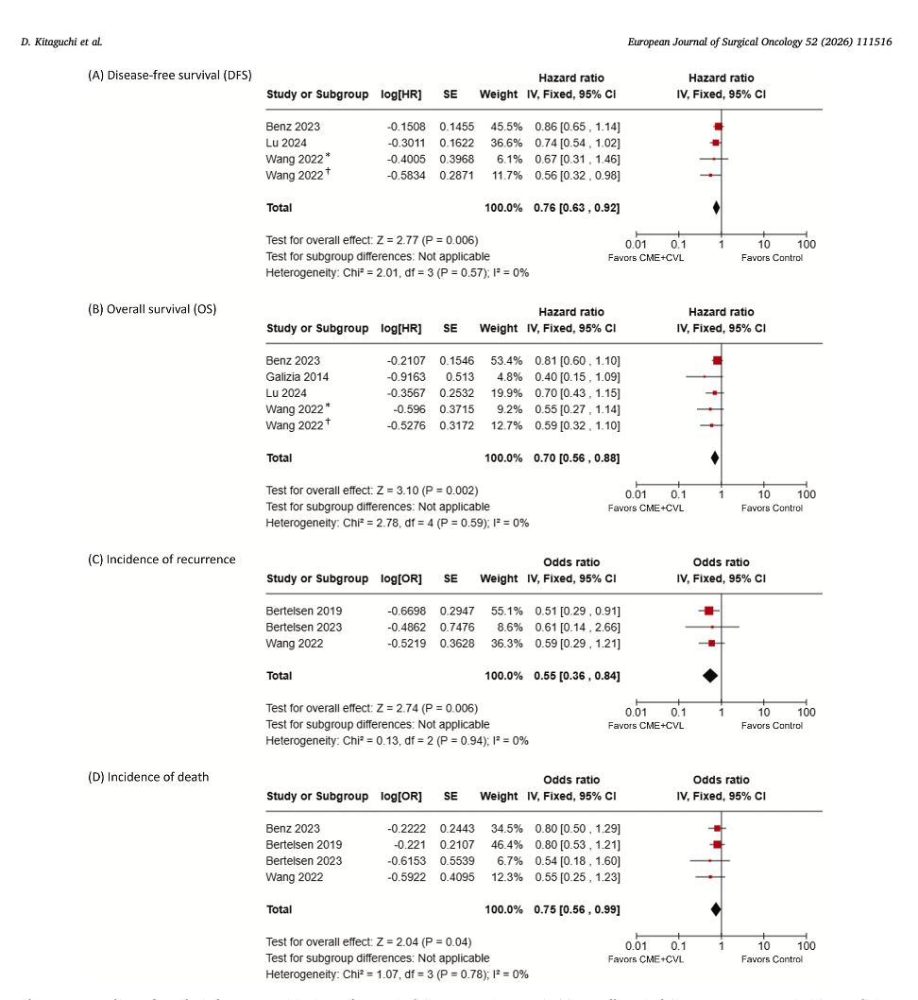 D. Kitaguchi et al. European Journal of Surgical Oncology 52 (2026) 111516
(A) Disease-free survival (DFS)
Hazard ratio Hazard ratio
Study or Subgroup log[HR] SE Weight IV, Fixed, 95% CI IV, Fixed, 95% CI
Benz 2023 -0.1508 0.1455 45.5% 0.86 [0.65 , 1.14]
Lu 2024 -0.3011 0.1622 36.6% 0.74 [0.54 , 1.02]
Wang 2022 * -0.4005 0.3968 6.1% 0.67 [0.31 , 1.46]
Wang 2022 † -0.5834 0.2871 11.7% 0.56 [0.32 , 0.98]
Total 100.0% 0.76 [0.63 , 0.92]
Test for overall effect: Z = 2.77 (P = 0.006)
Test for subgroup differences: Not applicable
Heterogeneity: Chi² = 2.01, df = 3 (P = 0.57); I² = 0%
0.01 0.1 1 10 100
Favors CME+CVL Favors Control
(B) Overall survival (OS)
Hazard ratio Hazard ratio
Study or Subgroup log[HR] SE Weight IV, Fixed, 95% CI IV, Fixed, 95% CI
Benz 2023 -0.2107 0.1546 53.4% 0.81 [0.60 , 1.10]
Galizia 2014 -0.9163 0.513 4.8% 0.40 [0.15 , 1.09]
Lu 2024 -0.3567 0.2532 19.9% 0.70 [0.43 , 1.15]
Wang 2022 * -0.596 0.3715 9.2% 0.55 [0.27 , 1.14]
Wang 2022 † -0.5276 0.3172 12.7% 0.59 [0.32 , 1.10]
Total 100.0% 0.70 [0.56 , 0.88]
Test for overall effect: Z = 3.10 (P = 0.002)
Test for subgroup differences: Not applicable
Heterogeneity: Chi² = 2.78, df = 4 (P = 0.59); I² = 0%
0.01 0.1 1 10 100
Favors CME+CVL Favors Control
(C) Incidence of recurrence
Odds ratio Odds ratio
Study or Subgroup log[OR] SE Weight IV, Fixed, 95% CI IV, Fixed, 95% CI
Bertelsen 2019 -0.6698 0.2947 55.1% 0.51 [0.29 , 0.91]
Bertelsen 2023 -0.4862 0.7476 8.6% 0.61 [0.14 , 2.66]
Wang 2022 -0.5219 0.3628 36.3% 0.59 [0.29 , 1.21]
Total 100.0% 0.55 [0.36 , 0.84]
Test for overall effect: Z = 2.74 (P = 0.006)
Test for subgroup differences: Not applicable
Heterogeneity: Chi² = 0.13, df = 2 (P = 0.94); I² = 0%
0.01 0.1 1 10 100
Favors CME+CVL Favors Control
(D) Incidence of death
Odds ratio Odds ratio
Study or Subgroup log[OR] SE Weight IV, Fixed, 95% CI IV, Fixed, 95% CI
Benz 2023 -0.2222 0.2443 34.5% 0.80 [0.50 , 1.29]
Bertelsen 2019 -0.221 0.2107 46.4% 0.80 [0.53 , 1.21]
Bertelsen 2023 -0.6153 0.5539 6.7% 0.54 [0.18 , 1.60]
Wang 2022 -0.5922 0.4095 12.3% 0.55 [0.25 , 1.23]
Total 100.0% 0.75 [0.56 , 0.99]
Test for overall effect: Z = 2.04 (P = 0.04)
Test for subgroup differences: Not applicable
Heterogeneity: Chi² = 1.07, df = 3 (P = 0.78); I² = 0%
0.01 0.1 1 10 100
Favors CME+CVL Favors Control